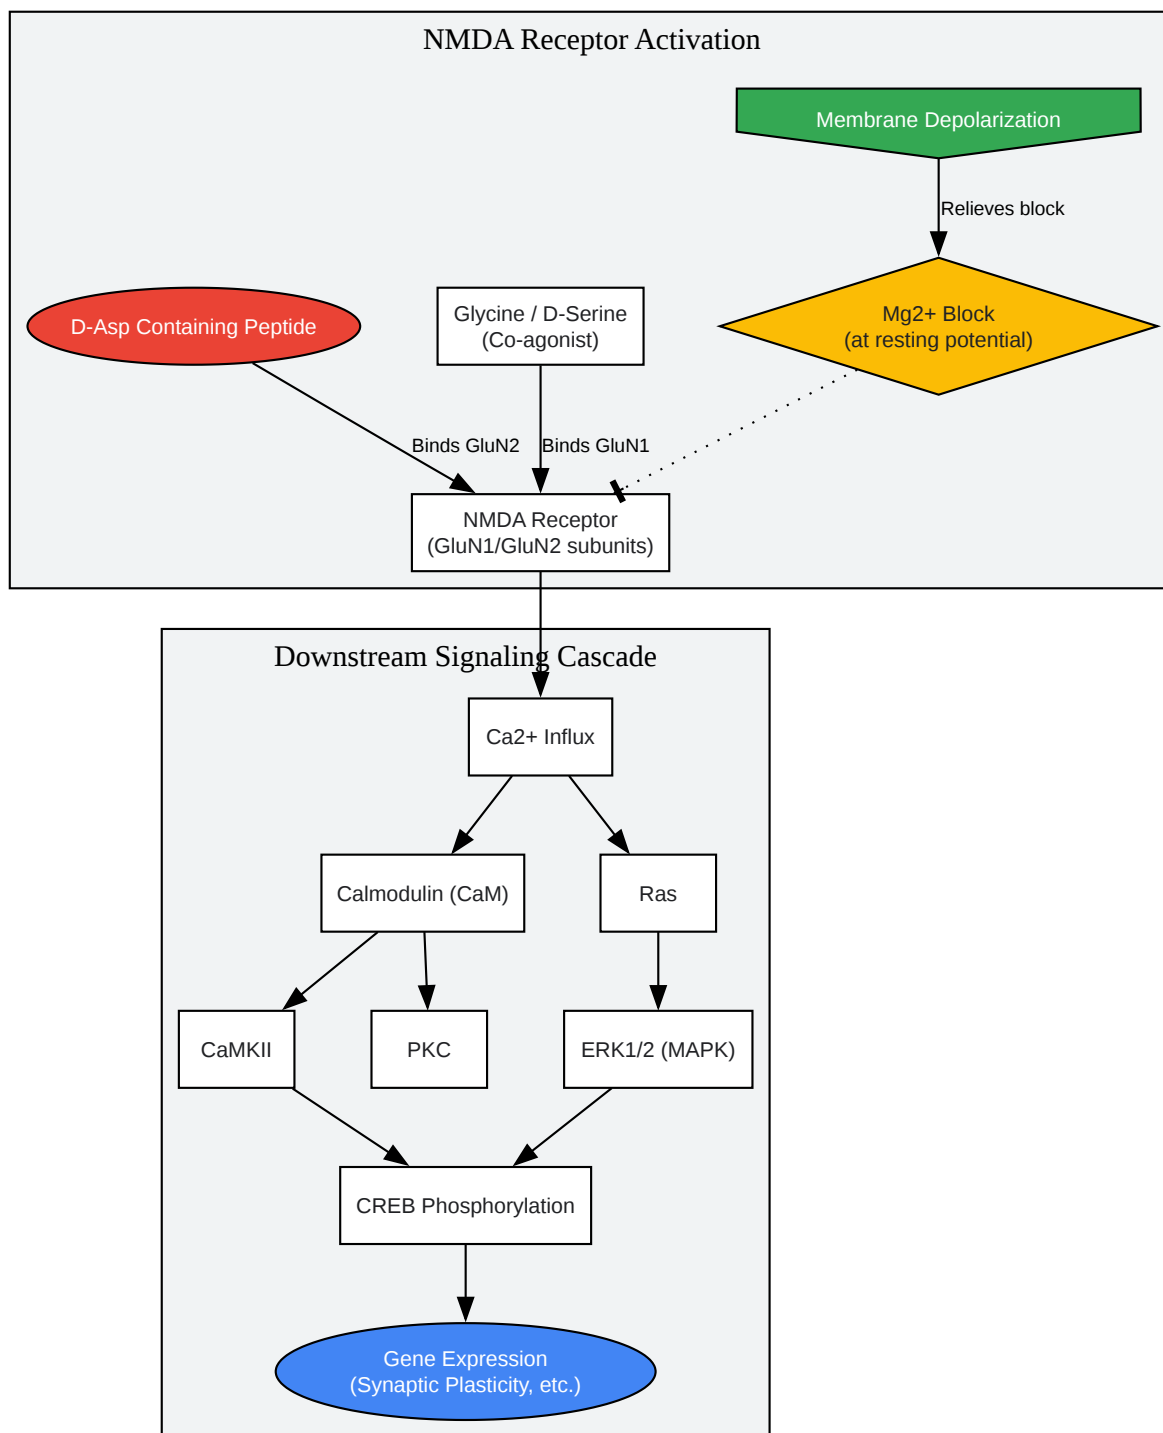 NMDA Receptor Activation
Membrane Depolarization
Relieves block
D-Asp Containing Peptide
Glycine / D-Serine
(Co-agonist)
Mg2+ Block
(at resting potential)
Binds GluN2
Binds GluN1
NMDA Receptor
(GluN1/GluN2 subunits)
Downstream Signaling Cascade
Ca2+ Influx
Calmodulin (CaM)
Ras
CaMKII
PKC
ERK1/2 (MAPK)
CREB Phosphorylation
Gene Expression
(Synaptic Plasticity, etc.)